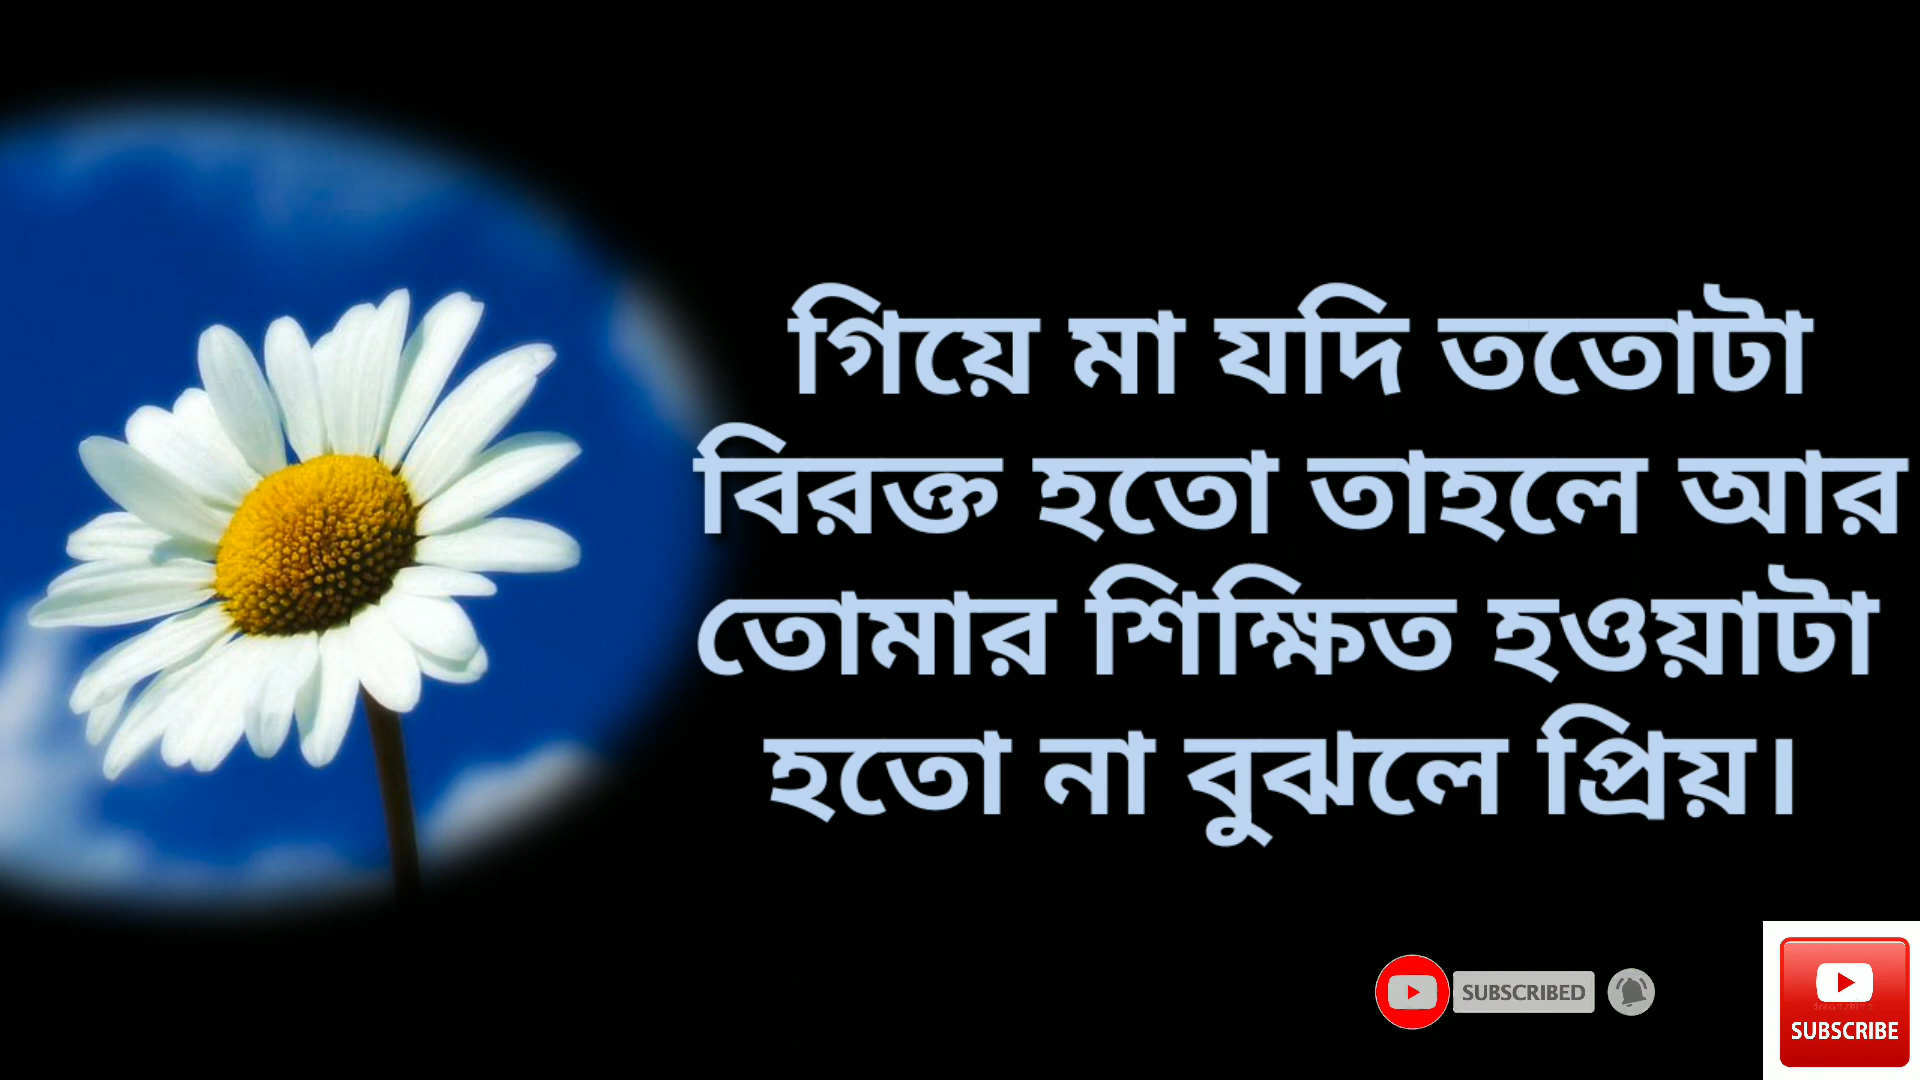 গিয়ে মা যদি ততোটা
বিরক্ত হতো তাহলে আর
তোমার শিক্ষিত হওয়াটা
হতো না বুঝলে প্রিয়।
SUBSCRIBED
SUBSCRIBE